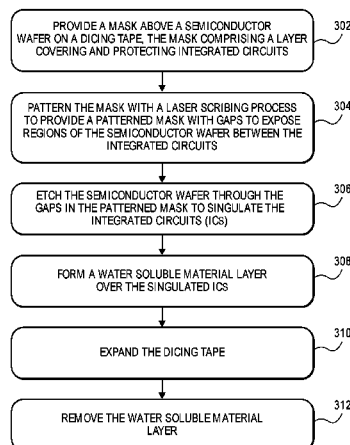 PROVIDE A MASK ABOVE A SEMICONDUCTOR
WAFER ON A DICING TAPE, THE MASK COMPRISING A LAYER
COVERING AND PROTECTING INTEGRATED CIRCUITS
302
PATTERN THE MASK WITH A LASER SCRIBING PROCESS
TO PROVIDE A PATTERNED MASK WITH GAPS TO EXPOSE
REGIONS OF THE SEMICONDUCTOR WAFER BETWEEN THE
INTEGRATED CIRCUITS
304
ETCH THE SEMICONDUCTOR WAFER THROUGH THE
GAPS IN THE PATTERNED MASK TO SINGULATE THE
INTEGRATED CIRCUITS (ICs)
306
FORM A WATER SOLUBLE MATERIAL LAYER
OVER THE SINGULATED ICs
308
EXPAND THE DICING TAPE
310
REMOVE THE WATER SOLUBLE MATERIAL
LAYER
312